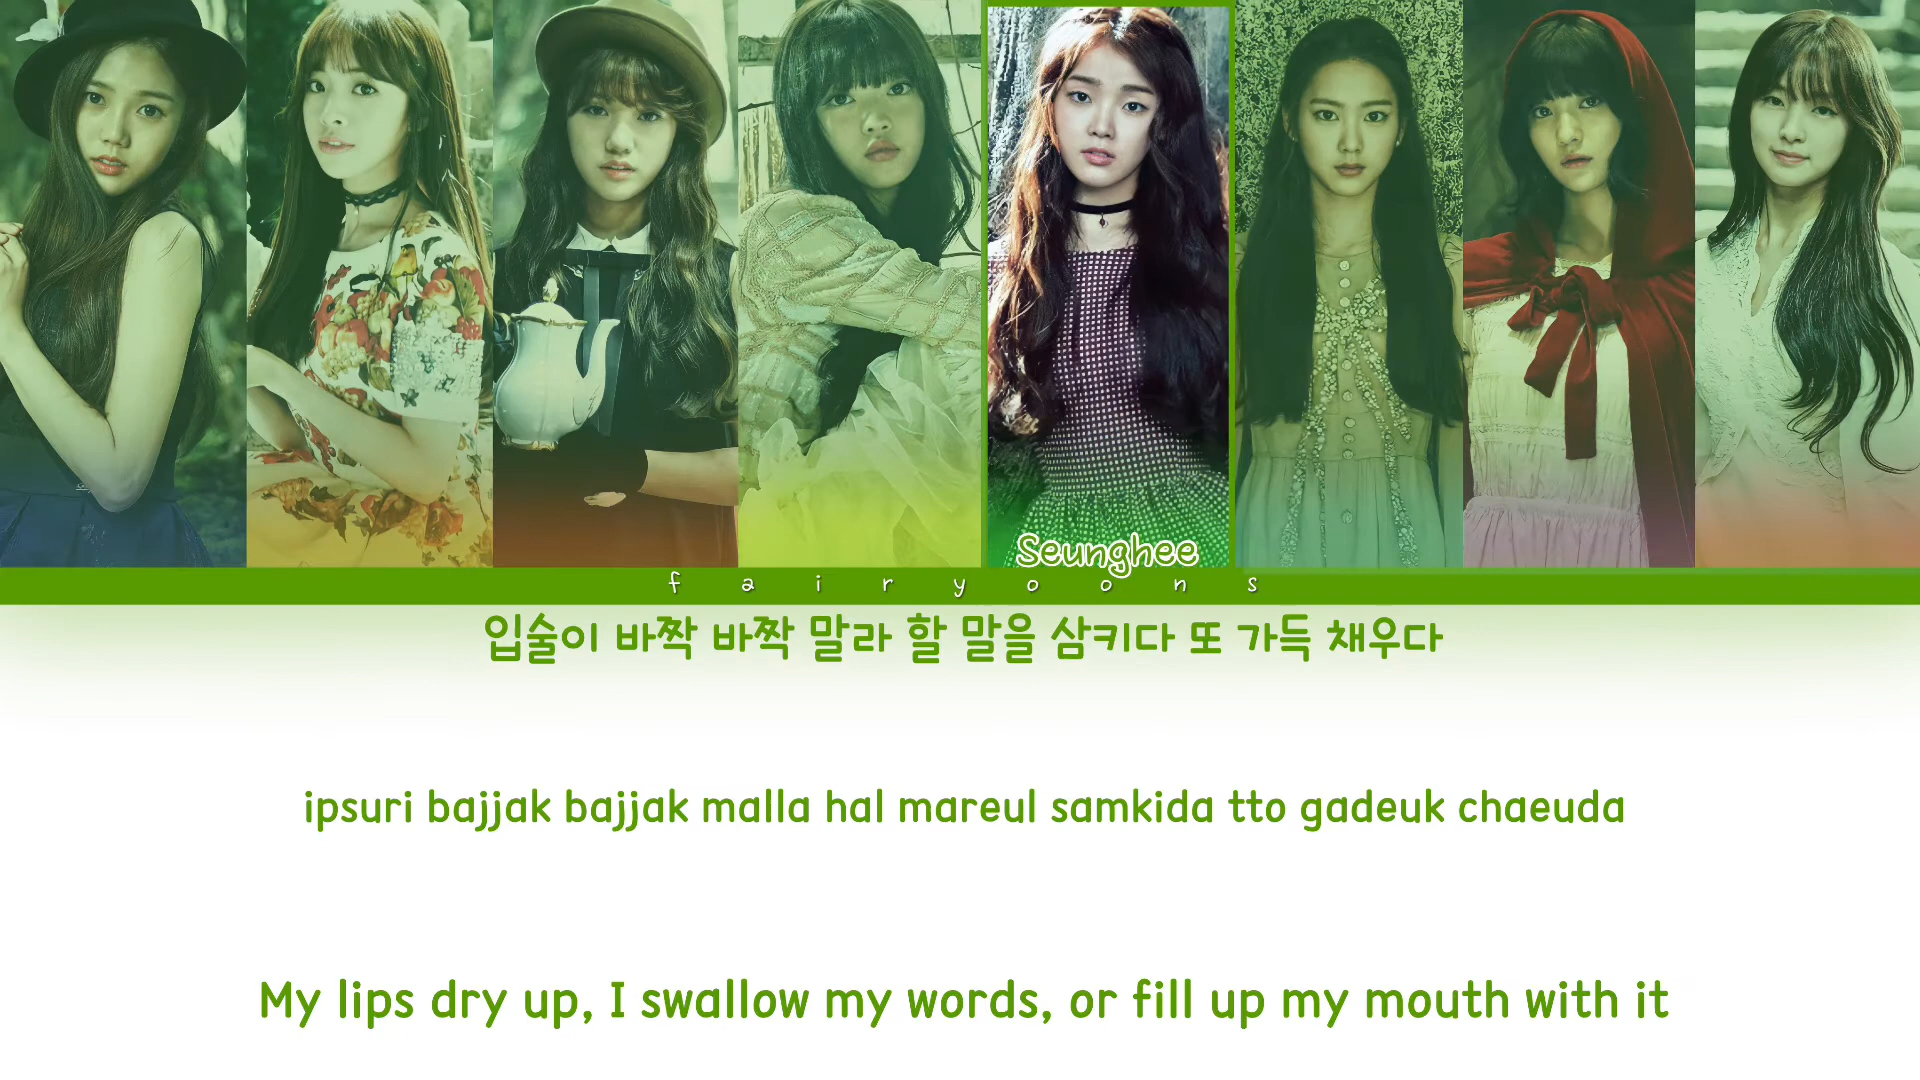 Seunghee
fairyoons
입술이 바짝 바짝 말라 할 말을 삼키다 또 가득 채우다
ipsuri bajjak bajjak malla hal mareul samkida tto gadeuk chaeuda
My lips dry up, I swallow my words, or fill up my mouth with it